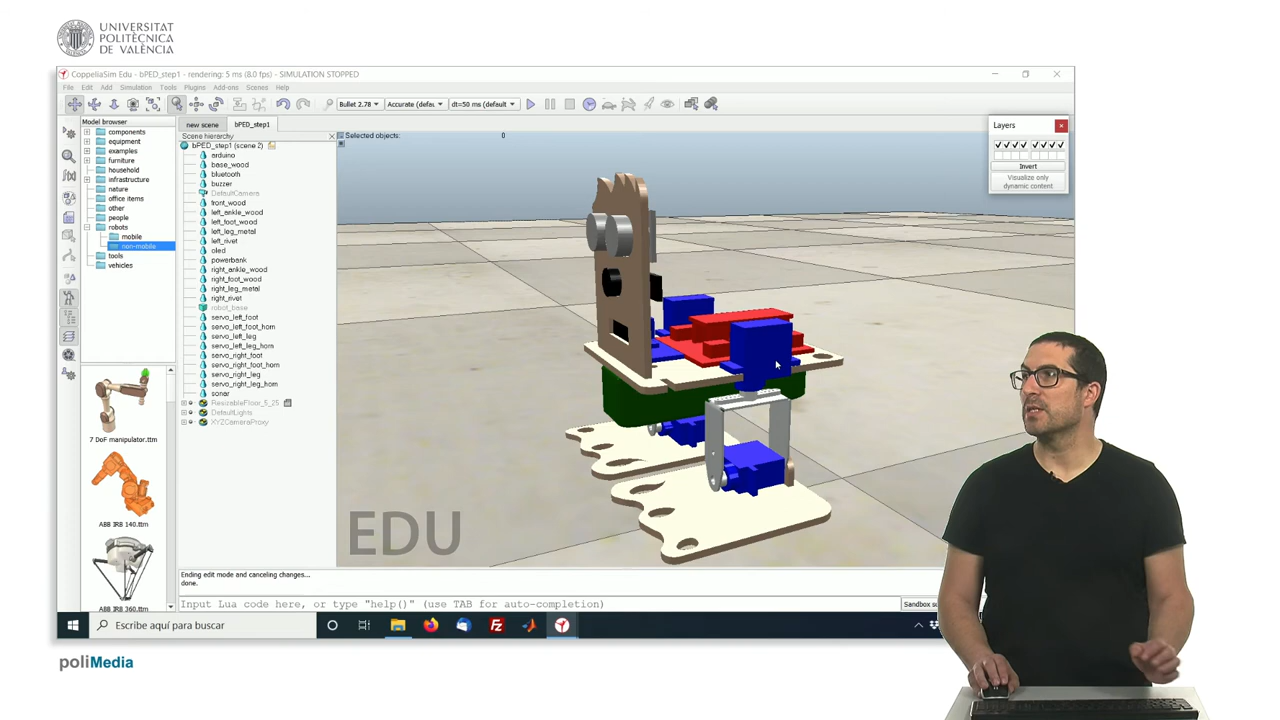 UNIVERSITAT
POLITÈCNICA
DE VALÈNCIA
CoppeliaSim Edu - bPED_step1 - rendering: 5 ms (8.0 fps) - SIMULATION STOPPED
File Edit Add Simulation Tools Plugins Add-ons Scenes Help
Bullet 2.78 Accurate (defau dt=50 ms (default
Model browser
components
equipment
examples
furniture
household
infrastructure
nature
office items
other
people
robots
mobile
non-mobile
tools
vehicles
7 DoF manipulator.ttm
ABB IRB 140.ttm
ABB IRB 360.ttm
new scene bPED_step1
Scene hierarchy
bPED_step1 (scene 2)
arduino
base_wood
bluetooth
buzzer
DefaultCamera
front_wood
left_ankle_wood
left_foot_wood
left_leg_metal
left_rivet
oled
powerbank
right_ankle_wood
right_foot_wood
right_leg_metal
right_rivet
robot_base
servo_left_foot
servo_left_foot_horn
servo_left_leg
servo_left_leg_horn
servo_right_foot
servo_right_foot_horn
servo_right_leg
servo_right_leg_horn
sonar
ResizableFloor_5_25
DefaultLights
XYZCameraProxy
Selected objects: 0
Layers
Invert
Visualize only
dynamic content
EDU
Ending edit mode and canceling changes...
done.
Input Lua code here, or type "help()" (use TAB for auto-completion)
Sandbox
Escribe aquí para buscar
poliMedia